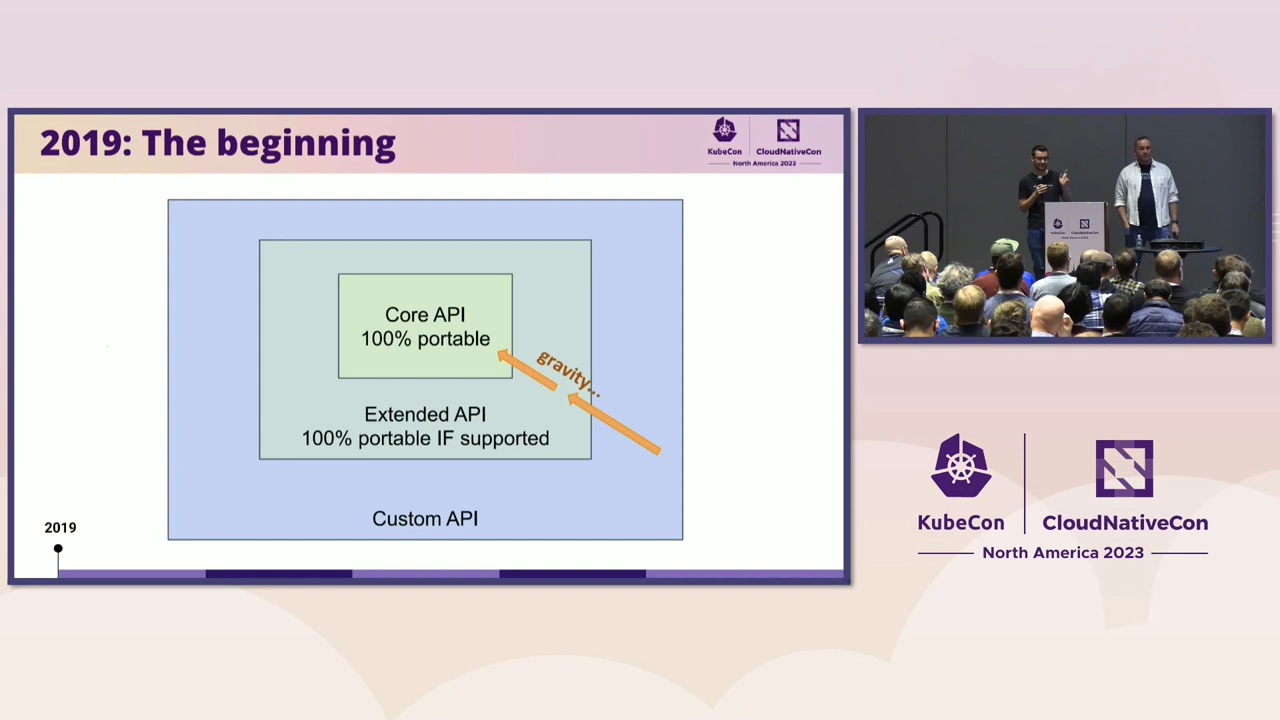 2019: The beginning
KubeCon
CloudNativeCon
North America 2023
Core API
100% portable
gravity...
Extended API
100% portable IF supported
Custom API
2019
KubeCon
CloudNativeCon
North America 2023